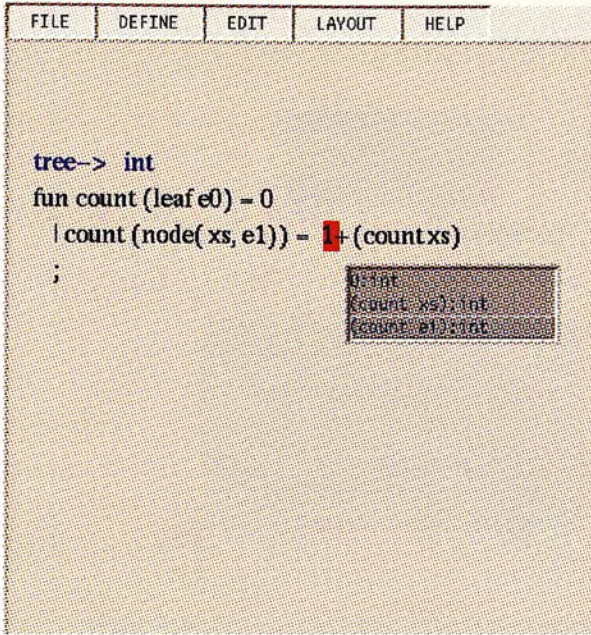 FILE DEFINE EDIT LAYOUT HELP
tree–> int
fun count (leaf e0) = 0
| count (node( xs, e1)) = 1+(count xs)
;
0:int
(count xs):int
(count e1):int